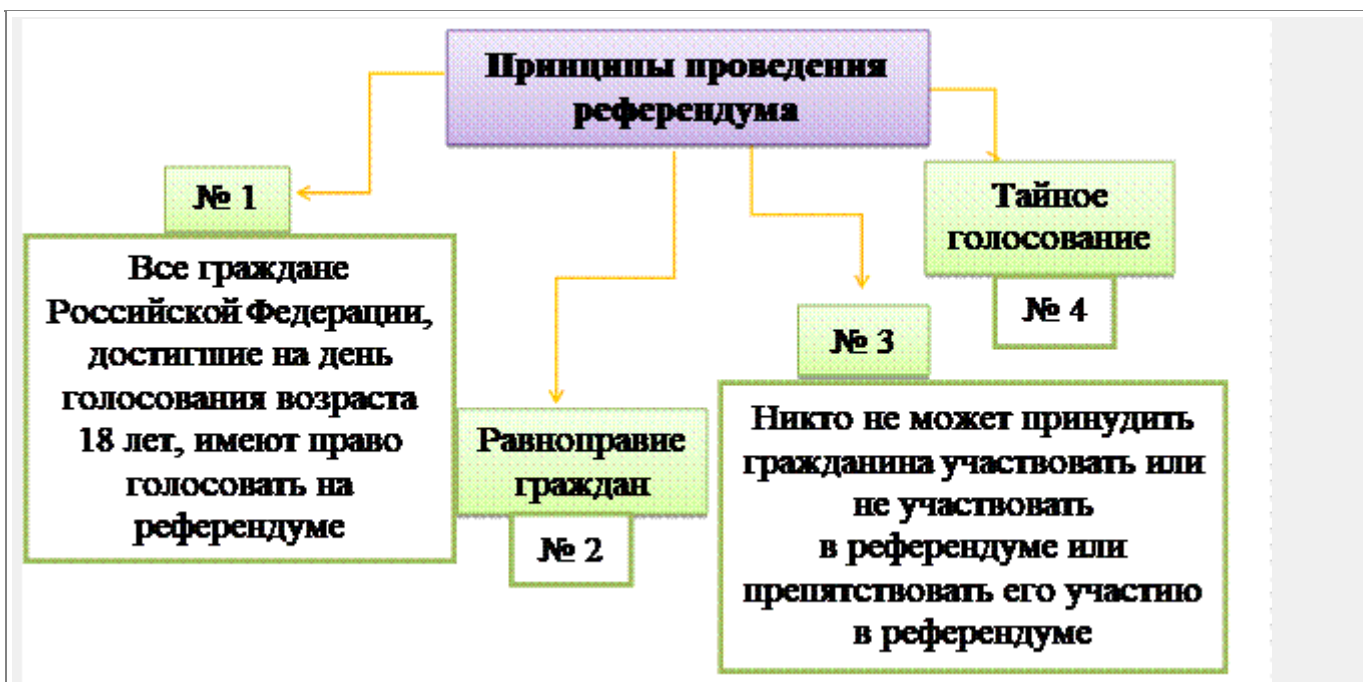 Принципы проведения
референдума
№ 1
Все граждане
Российской Федерации,
достигшие на день
голосования возраста
18 лет, имеют право
голосовать на
референдуме
Равноправие
граждан
№ 2
№ 3
Никто не может принудить
гражданина участвовать или
не участвовать
в референдуме или
препятствовать его участию
в референдуме
Тайное
голосование
№ 4